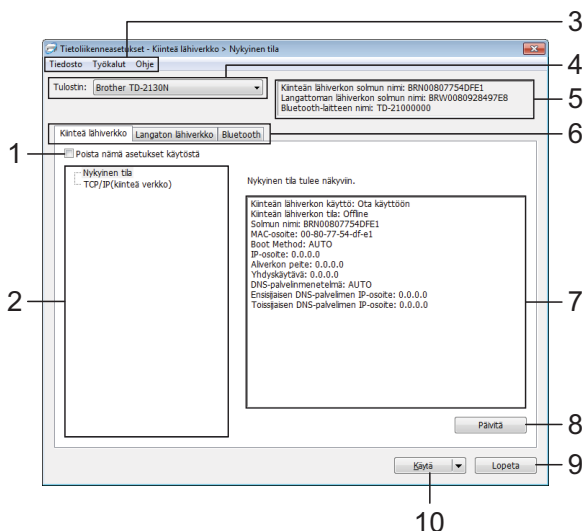 3
Tietoliikenneasetukset - Kiinteä lähiverkko > Nykyinen tila
Tiedosto Työkalut Ohje
4
Tulostin: Brother TD-2130N
Kiinteän lähiverkon solmun nimi: BRN00807754DFE1
Langattoman lähiverkon solmun nimi: BRW0080928497E8
Bluetooth-laitteen nimi: TD-21000000
5
Kiinteä lähiverkko Langaton lähiverkko Bluetooth
6
1
Poista nämä asetukset käytöstä
Nykyinen tila
TCP/IP(kinteä verkko)
2
Nykyinen tila tulee näkyviin.
Kiinteän lähiverkon käyttö: Ota käyttöön
Kiinteän lähiverkon tila: Offline
Solmun nimi: BRN00807754DFE1
MAC-osoite: 00-80-77-54-df-e1
Boot Method: AUTO
IP-osoite: 0.0.0.0
Aliverkon peite: 0.0.0.0
Yhdyskäytävä: 0.0.0.0
DNS-palvelinmenetelmä: AUTO
Ensisijaisen DNS-palvelimen IP-osoite: 0.0.0.0
Toissijaisen DNS-palvelimen IP-osoite: 0.0.0.0
7
Päivitä
8
Käytä
Lopeta
9
10